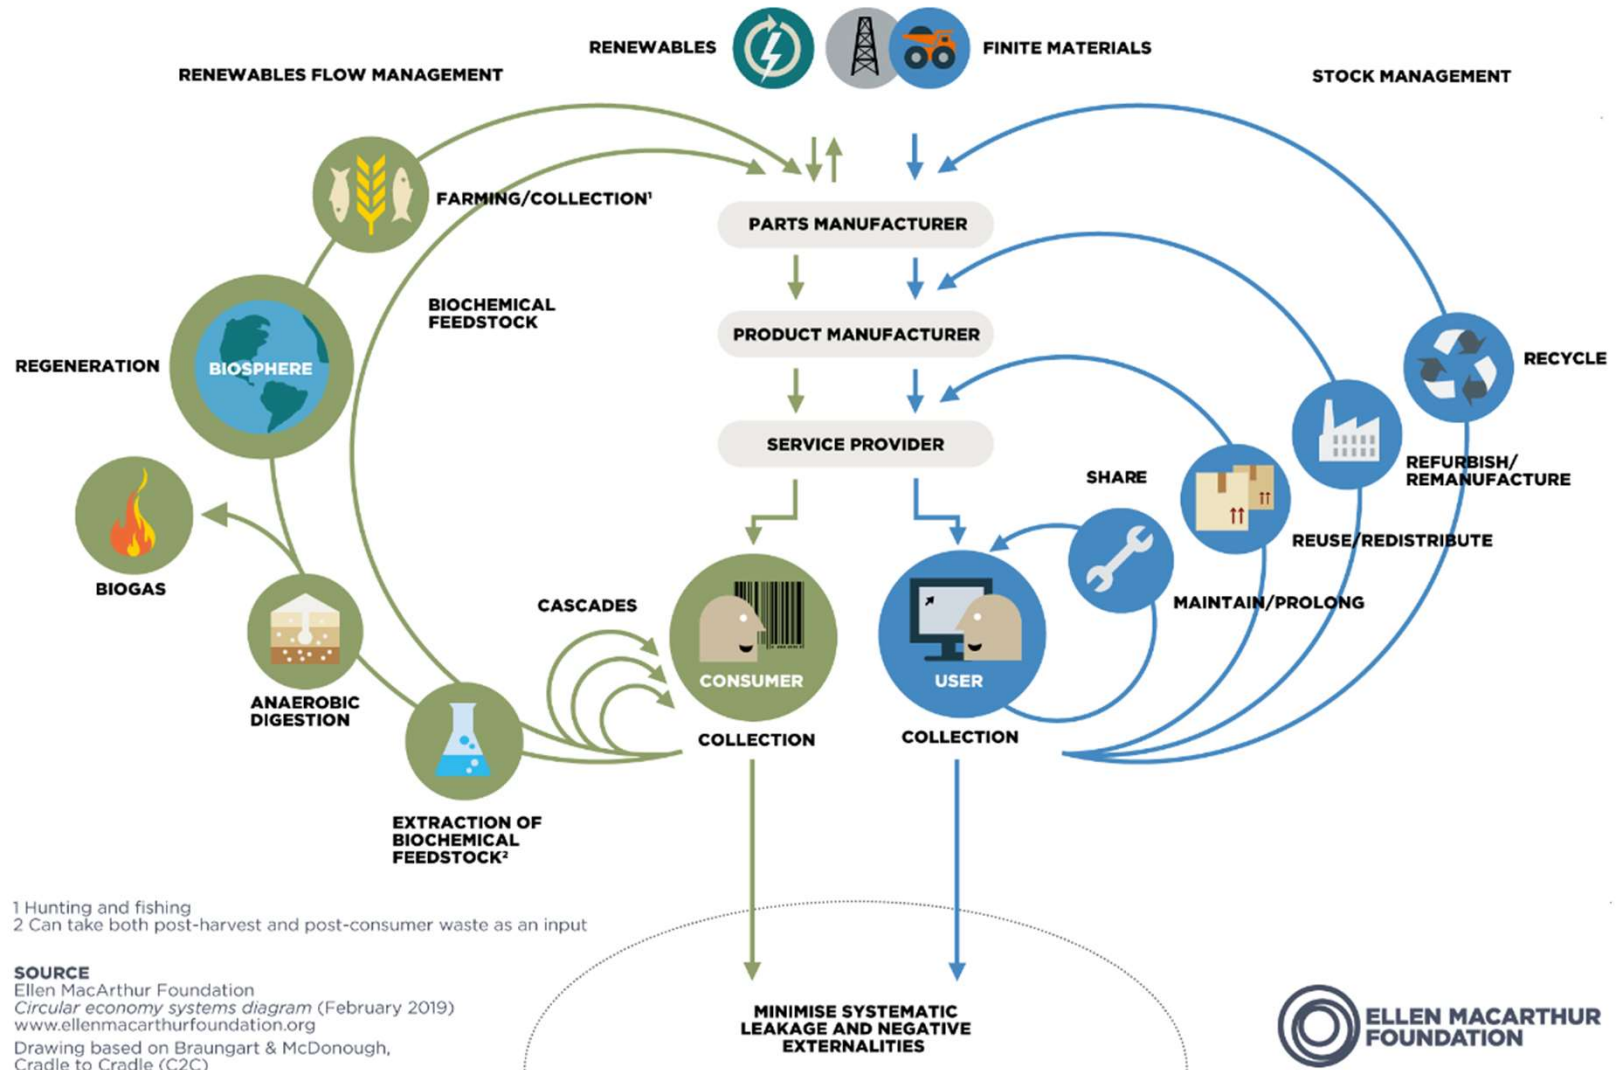 RENEWABLES
FINITE MATERIALS
RENEWABLES FLOW MANAGEMENT
STOCK MANAGEMENT
FARMING/COLLECTION¹
PARTS MANUFACTURER
BIOCHEMICAL
FEEDSTOCK
PRODUCT MANUFACTURER
REGENERATION
BIOSPHERE
RECYCLE
SERVICE PROVIDER
SHARE
REFURBISH/
REMANUFACTURE
REUSE/REDISTRIBUTE
BIOGAS
CASCADES
MAINTAIN/PROLONG
CONSUMER
USER
ANAEROBIC
DIGESTION
COLLECTION
COLLECTION
EXTRACTION OF
BIOCHEMICAL
FEEDSTOCK²
1 Hunting and fishing
2 Can take both post-harvest and post-consumer waste as an input
SOURCE
Ellen MacArthur Foundation
Circular economy systems diagram (February 2019)
www.ellenmacarthurfoundation.org
Drawing based on Braungart & McDonough,
Cradle to Cradle (C2C)
MINIMISE SYSTEMATIC
LEAKAGE AND NEGATIVE
EXTERNALITIES
ELLEN MACARTHUR
FOUNDATION